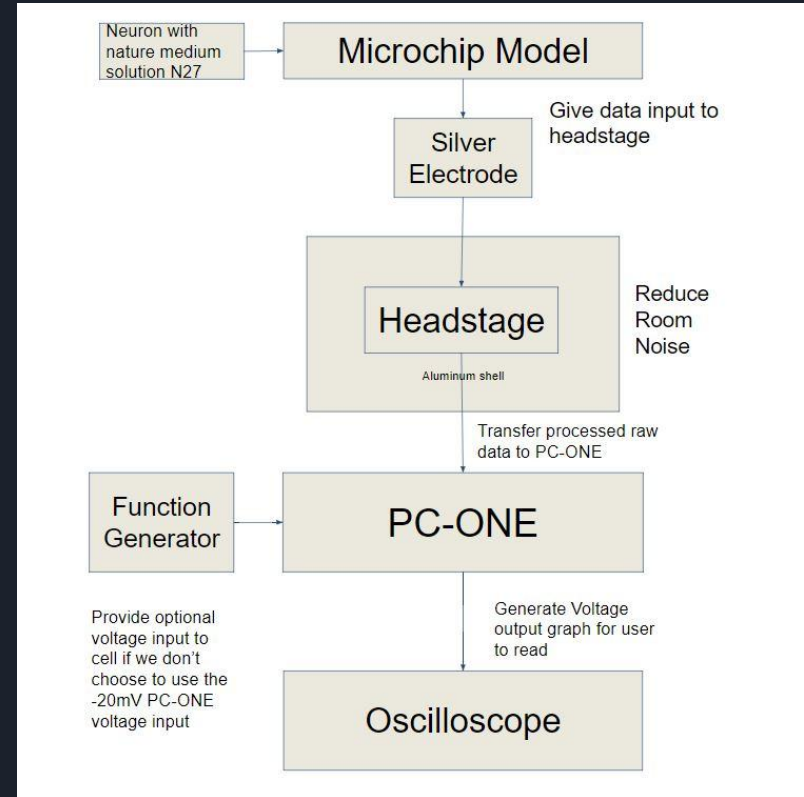 Neuron with
nature medium
solution N27
Microchip Model
Give data input to
headstage
Silver
Electrode
Headstage
Aluminum shell
Reduce
Room
Noise
Transfer processed raw
data to PC-ONE
Function
Generator
PC-ONE
Provide optional
voltage input to
cell if we don't
choose to use the
-20mV PC-ONE
voltage input
Generate Voltage
output graph for user
to read
Oscilloscope